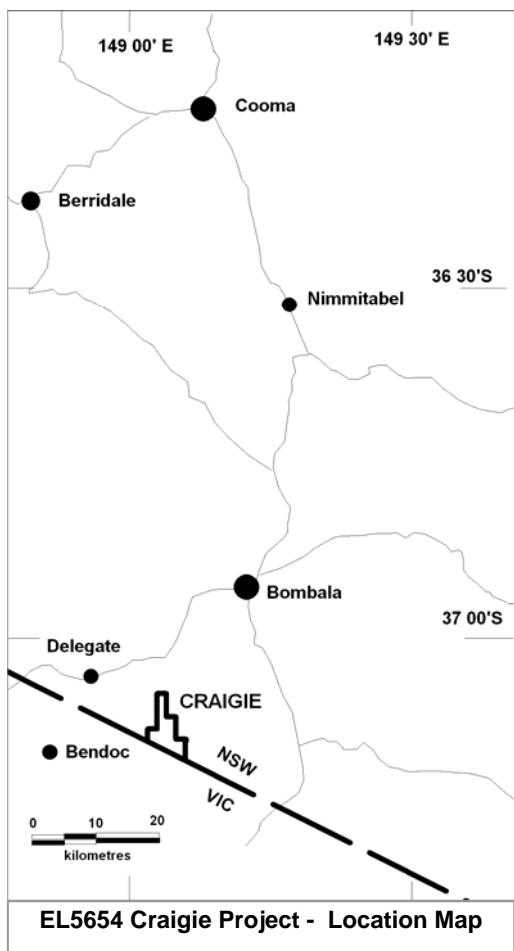 149 00' E
149 30' E
Cooma
Berridale
36 30'S
Nimmitabel
Bombala
37 00'S
Delegate
CRAIGIE
Bendoc
NSW
VIC
0 10 20
kilometres
EL5654 Craigie Project - Location Map